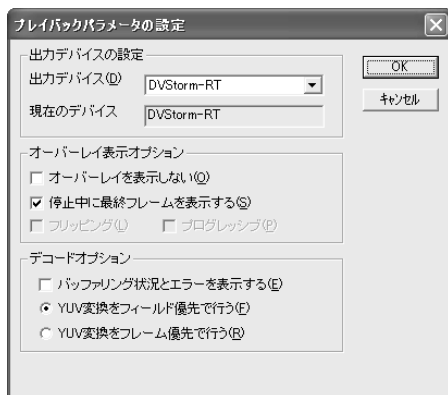 プレイバックパラメータの設定
出力デバイスの設定
出力デバイス(D) DVStorm-RT
現在のデバイス DVStorm-RT
OK
キャンセル
オーバーレイ表示オプション
オーバーレイを表示しない(O)
停止中に最終フレームを表示する(S)
フリッピング(L) プログレッシブ(P)
デコードオプション
バッファリング状況とエラーを表示する(E)
YUV変換をフィールド優先で行う(F)
YUV変換をフレーム優先で行う(R)